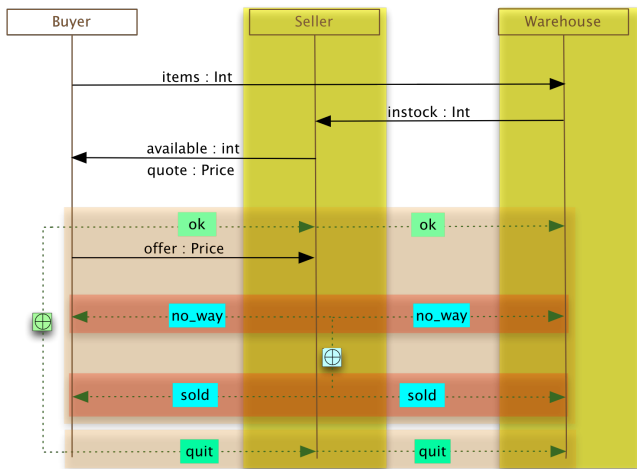 Buyer
Seller
Warehouse
items : Int
instock : Int
available : int
quote : Price
ok
ok
offer : Price
no_way
no_way
sold
sold
quit
quit